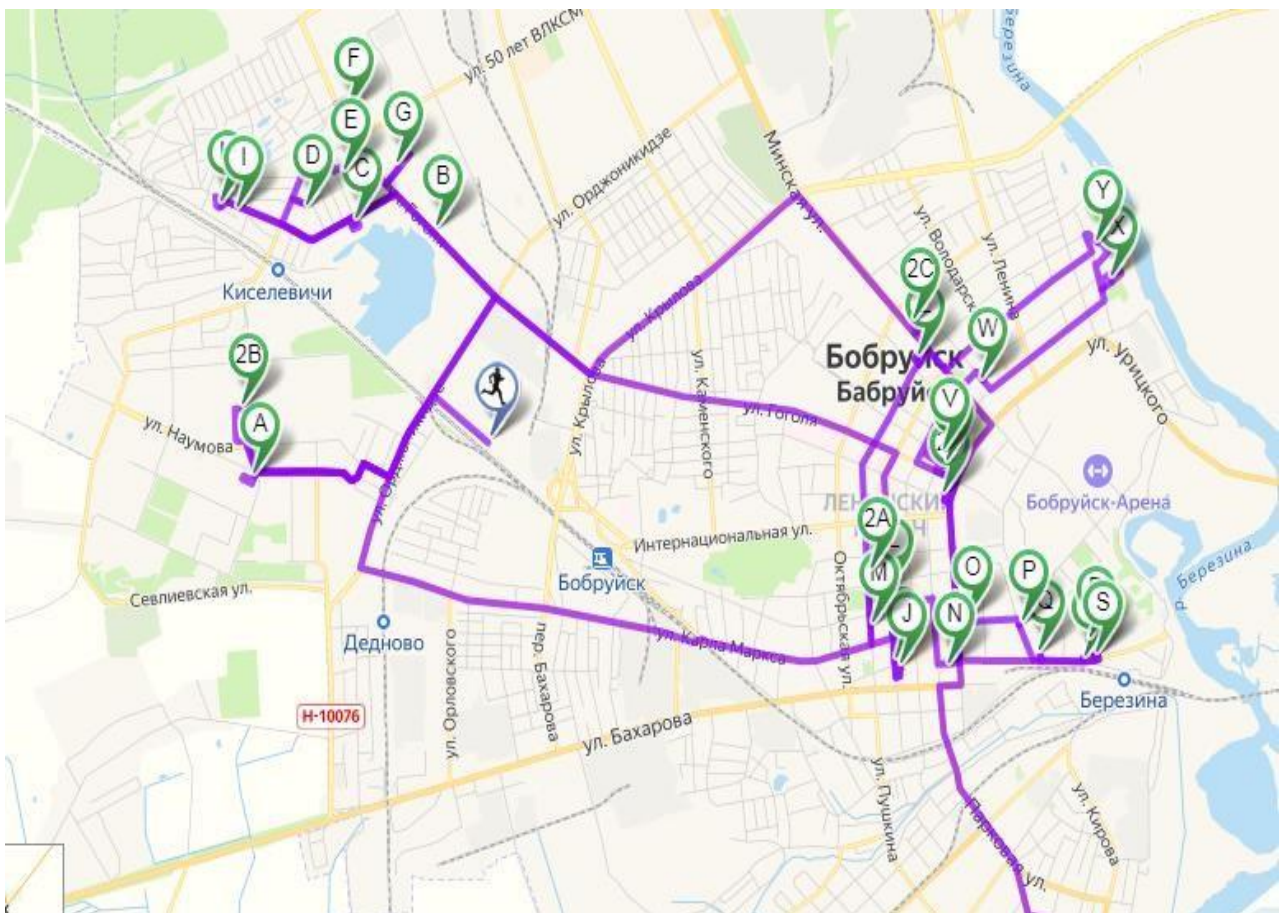 F
ул. 50 лет ВЛКСМ
Березина
E
G
I
D
C
B
Минская ул.
ул. Орджоникидзе
Y
X
ул. Ленина
2C
Киселевичи
ул. Крылова
W
2B
Бобруйск
Бабруйск
ул. Урицкого
ул. Крылова
ул. Каменского
ул. Гоголя
V
ул. Наумова
A
Бобруйск-Арена
2A
Интернациональная ул.
Бобруйск
Березина
Севлиевская ул.
Октябрьская ул.
M
O
P
Q
J
N
S
Дедново
ул. Карла Маркса
ул. Орловского
пер. Бахарова
Березина
Н-10076
ул. Бахарова
ул. Пушкина
Парковая ул.
ул. Кирова